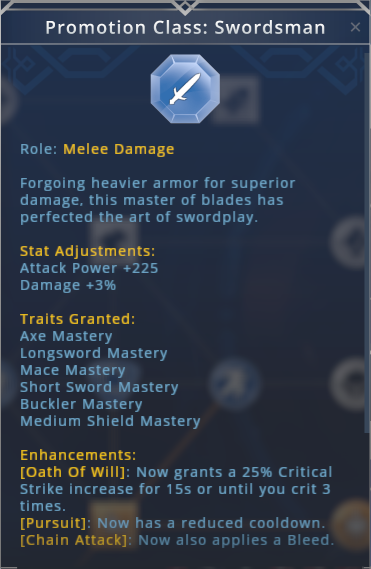 Promotion Class: Swordsman ×
Role: Melee Damage
Forgoing heavier armor for superior
damage, this master of blades has
perfected the art of swordplay.
Stat Adjustments:
Attack Power +225
Damage +3%
Traits Granted:
Axe Mastery
Longsword Mastery
Mace Mastery
Short Sword Mastery
Buckler Mastery
Medium Shield Mastery
Enhancements:
[Oath Of Will]: Now grants a 25% Critical
Strike increase for 15s or until you crit 3
times.
[Pursuit]: Now has a reduced cooldown.
[Chain Attack]: Now also applies a Bleed.